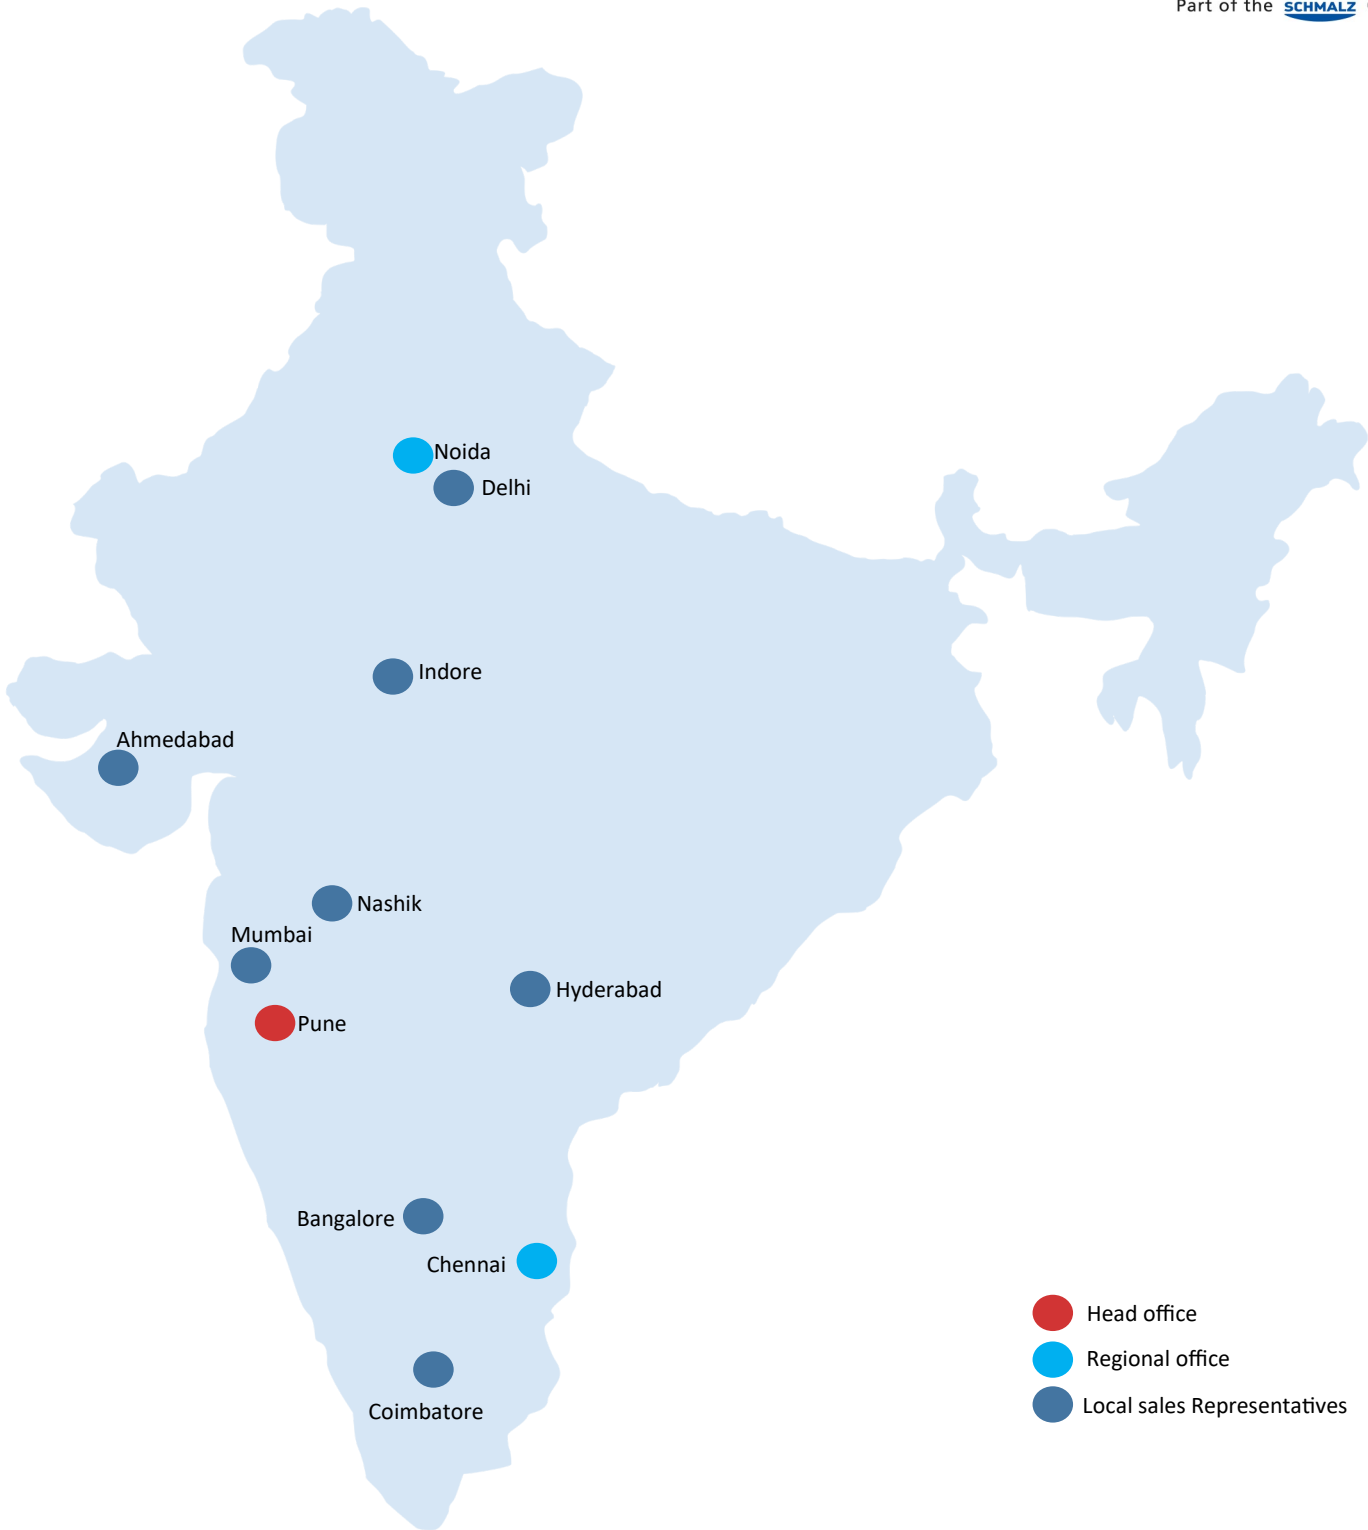 Part of the SCHMALZ
Noida
Delhi
Indore
Ahmedabad
Nashik
Mumbai
Hyderabad
Pune
Bangalore
Chennai
Coimbatore
Head office
Regional office
Local sales Representatives